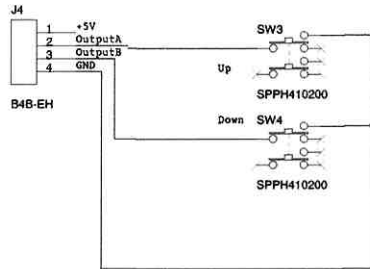 J4
1 +5V
2 OutputA
3 OutputB
4 GND
B4B-EH
SW3
Up
SPPH410200
Down SW4
SPPH410200